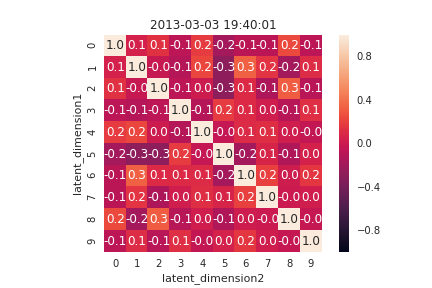 2013-03-03 19:40:01
0 1.0 0.1 0.1 -0.1 0.2 -0.2 -0.1 -0.1 0.2 -0.1
1 0.1 1.0 -0.0 -0.1 0.2 -0.3 0.3 0.2 -0.2 0.1
2 0.1 -0.0 1.0 -0.1 0.0 -0.3 0.1 -0.1 0.3 -0.1
3 -0.1 -0.1 -0.1 1.0 -0.1 0.2 0.1 0.0 -0.1 0.1
4 0.2 0.2 0.0 -0.1 1.0 -0.0 0.1 0.1 0.0 -0.0
5 -0.2 -0.3 -0.3 0.2 -0.0 1.0 -0.2 0.1 -0.1 0.0
6 -0.1 0.3 0.1 0.1 0.1 -0.2 1.0 0.2 0.0 0.2
7 -0.1 0.2 -0.1 0.0 0.1 0.1 0.2 1.0 -0.0 0.0
8 0.2 -0.2 0.3 -0.1 0.0 -0.1 0.0 -0.0 1.0 -0.0
9 -0.1 0.1 -0.1 0.1 -0.0 0.0 0.2 0.0 -0.0 1.0
0 1 2 3 4 5 6 7 8 9
latent_dimension1
latent_dimension2
0.8
0.4
0.0
-0.4
-0.8